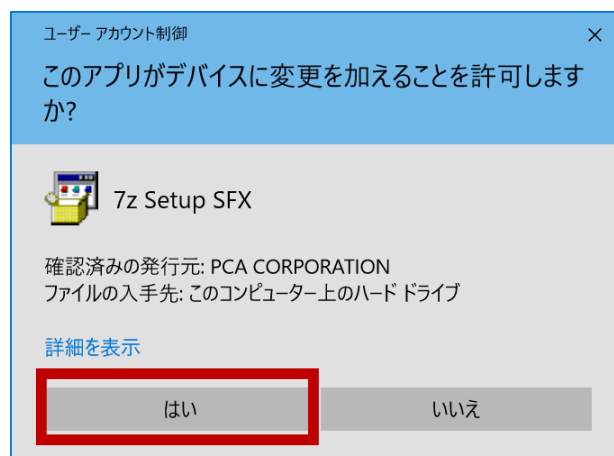 ユーザー アカウント制御
このアプリがデバイスに変更を加えることを許可します
か?
7z Setup SFX
確認済みの発行元: PCA CORPORATION
ファイルの入手先: このコンピューター上のハード ドライブ
詳細を表示
はい
いいえ